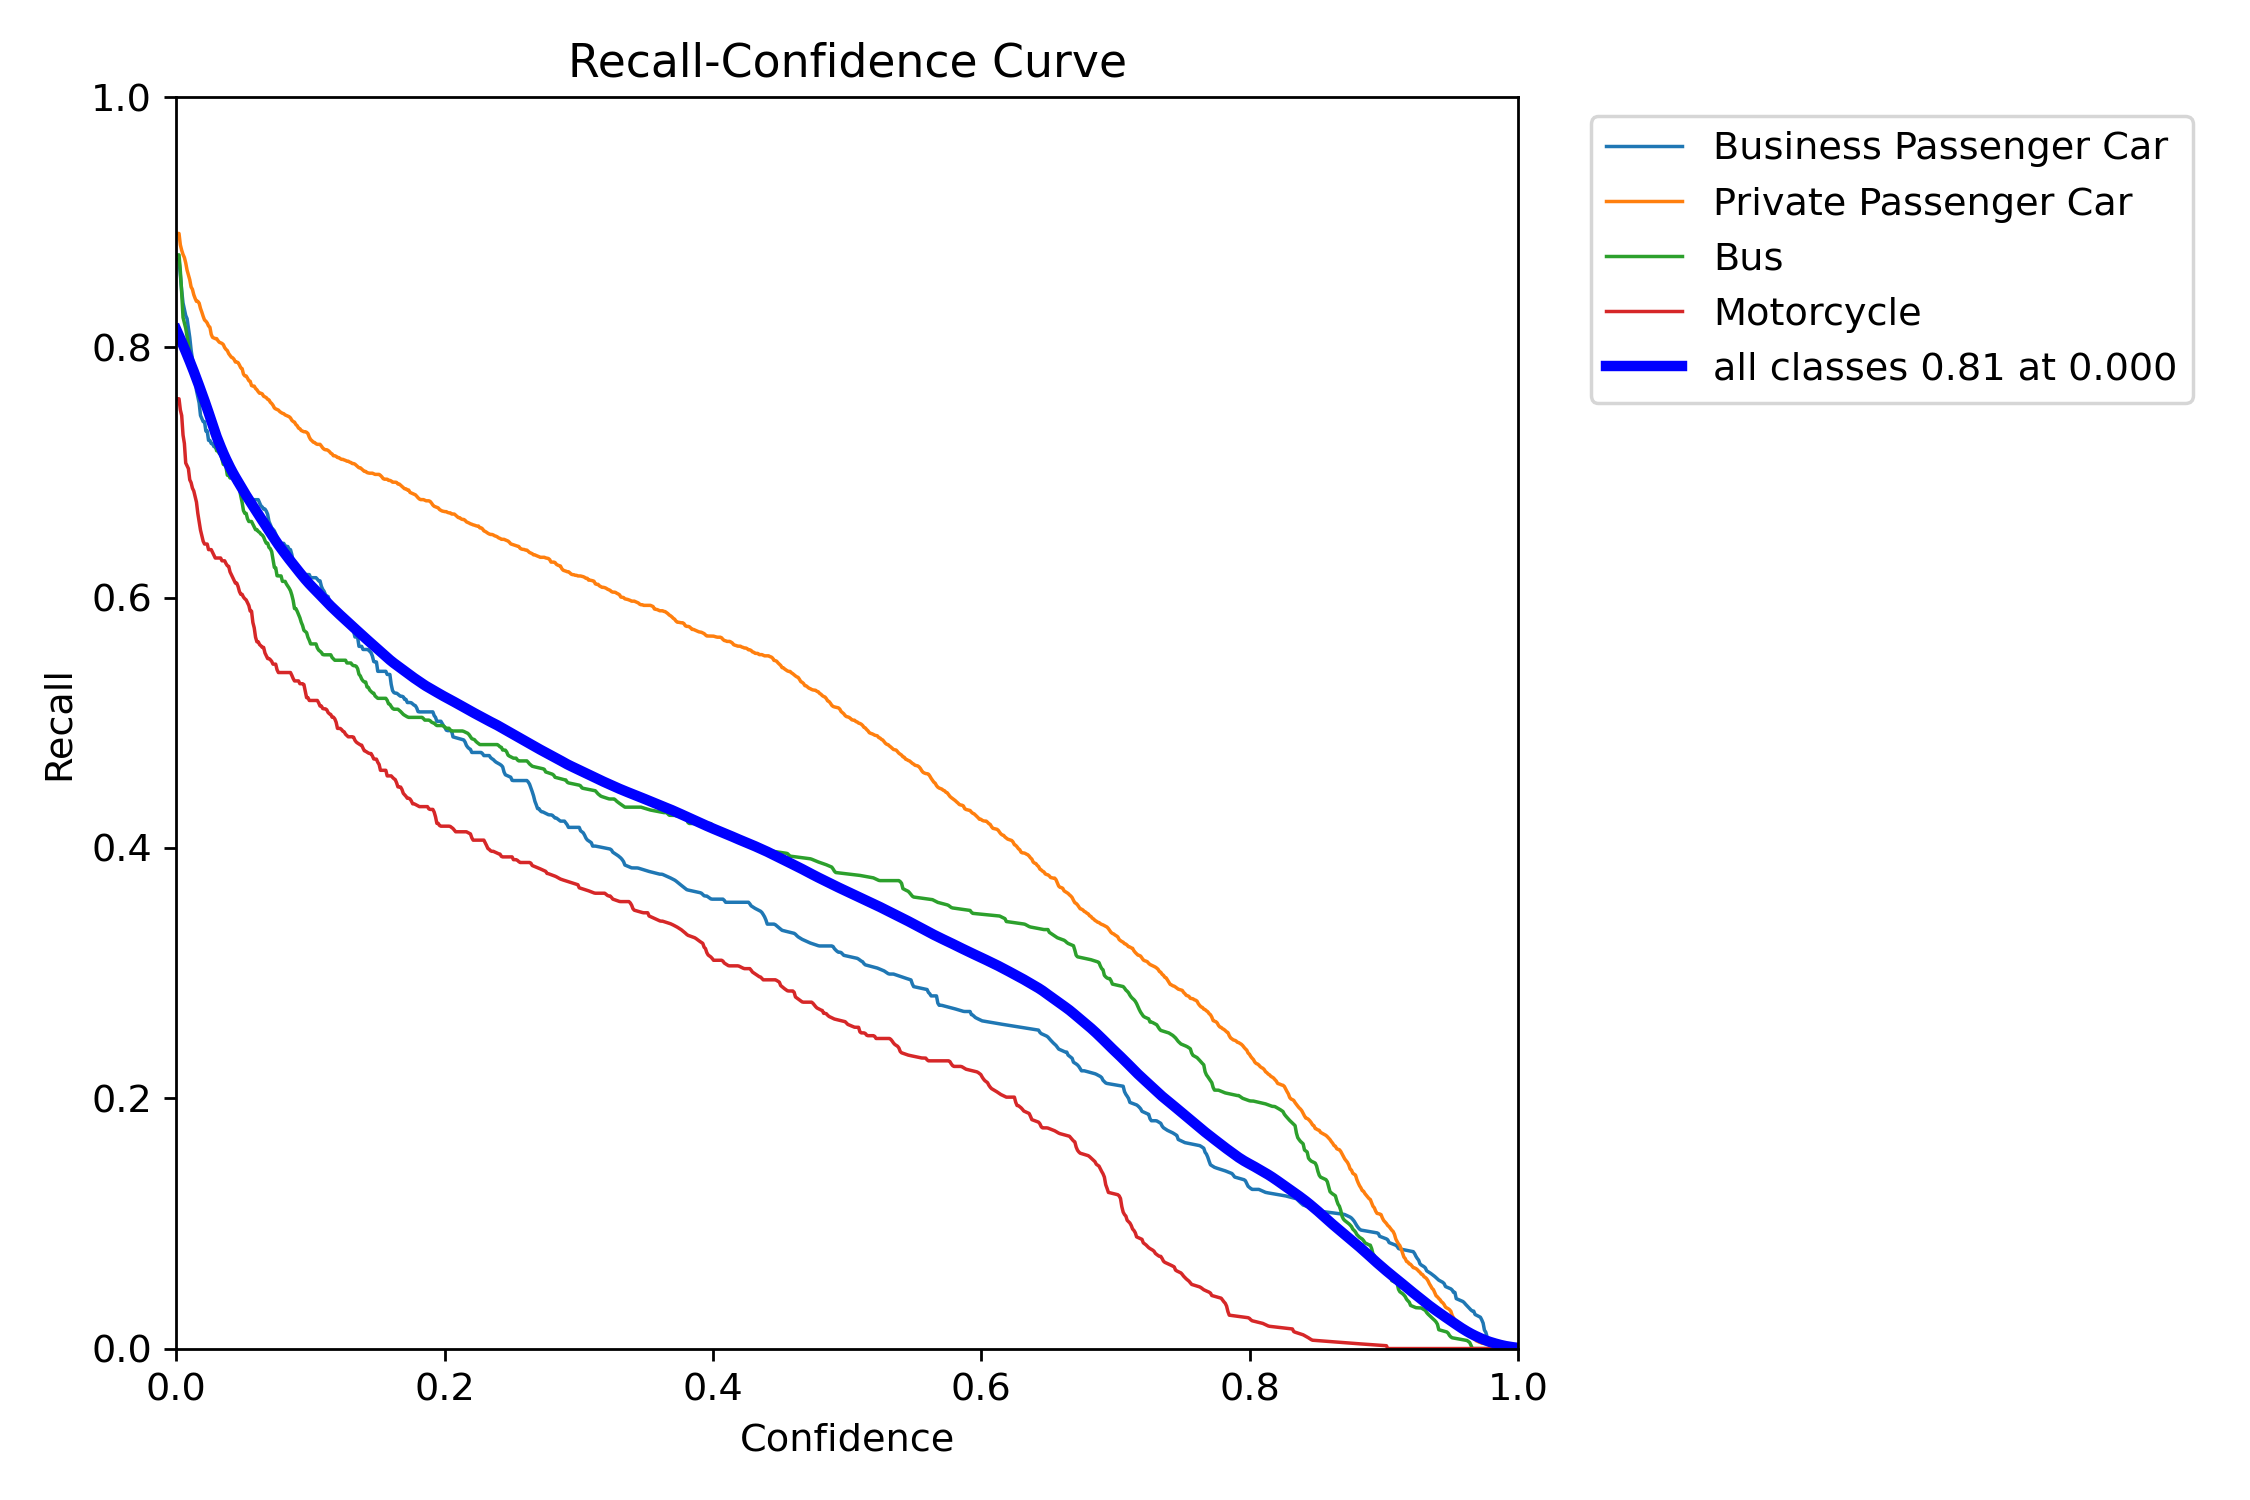 Recall-Confidence Curve
1.0
0.8
0.6
0.4
0.2
0.0
Recall
0.0 0.2 0.4 0.6 0.8 1.0
Confidence
Business Passenger Car
Private Passenger Car
Bus
Motorcycle
all classes 0.81 at 0.000